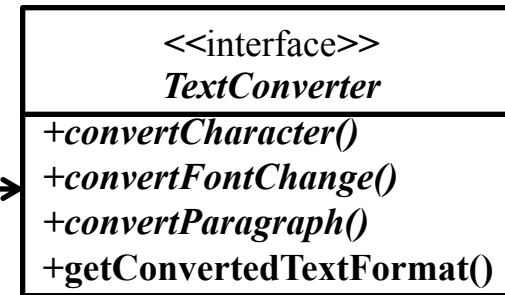 <<interface>>
TextConverter
+convertCharacter()
+convertFontChange()
+convertParagraph()
+getConvertedTextFormat()